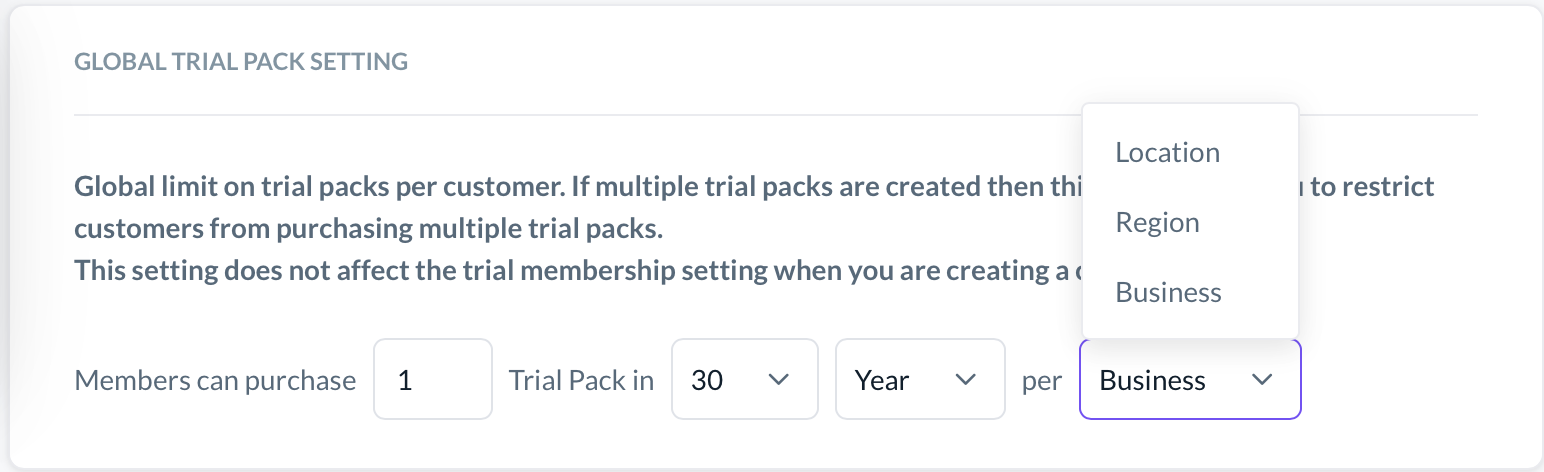 GLOBAL TRIAL PACK SETTING
Global limit on trial packs per customer. If multiple trial packs are created then to restrict
customers from purchasing multiple trial packs.
This setting does not affect the trial membership setting when you are creating a
Location
Region
Business
Members can purchase 1 Trial Pack in 30 Year per Business